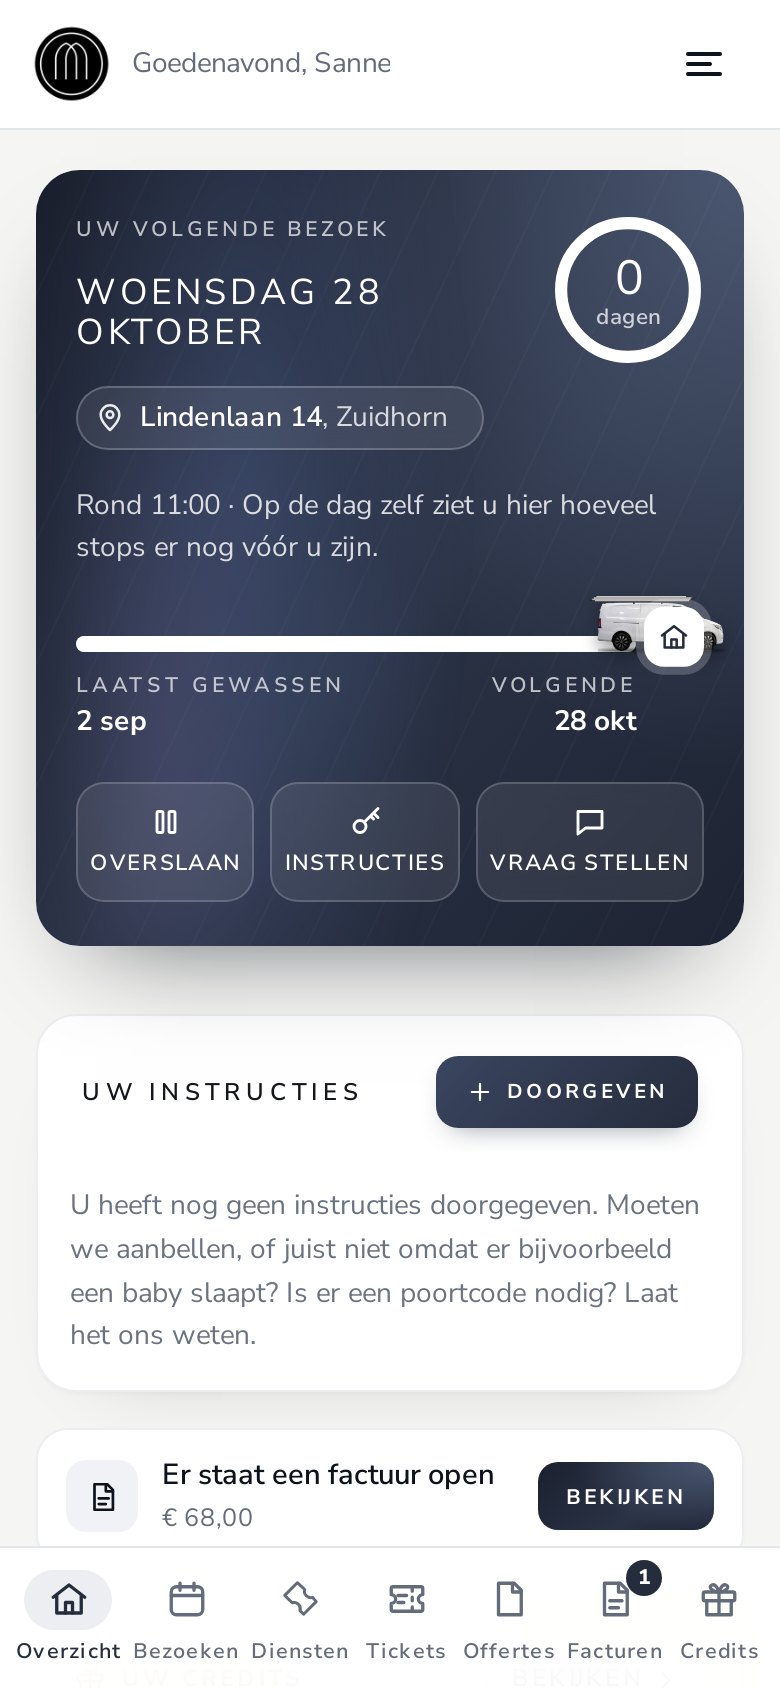 Goedenavond, Sanne
UW VOLGENDE BEZOEK
WOENSDAG 28
OKTOBER
0
dagen
Lindenlaan 14, Zuidhorn
Rond 11:00 · Op de dag zelf ziet u hier hoeveel
stops er nog vóór u zijn.
LAATST GEWASSEN
VOLGENDE
2 sep
28 okt
OVERSLAAN
INSTRUCTIES
VRAAG STELLEN
UW INSTRUCTIES
DOORGEVEN
U heeft nog geen instructies doorgegeven. Moeten
we aanbellen, of juist niet omdat er bijvoorbeeld
een baby slaapt? Is er een poortcode nodig? Laat
het ons weten.
Er staat een factuur open
€ 68,00
BEKIJKEN
1
Overzicht
Bezoeken
Diensten
Tickets
Offertes
Facturen
Credits
UW CREDITS
BEKIJKEN